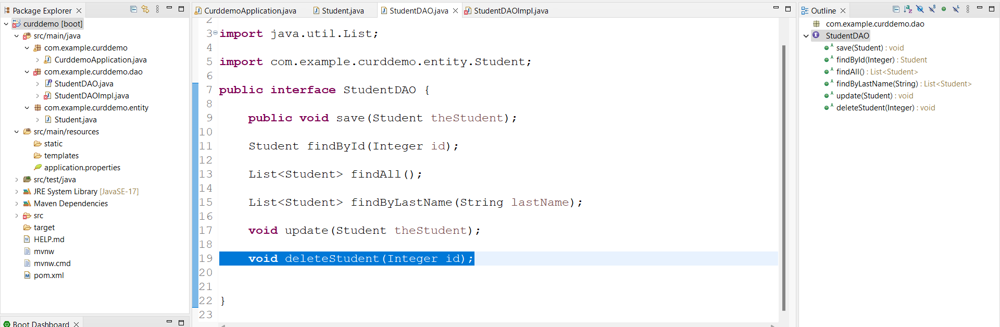 Package Explorer
curddemo [boot]
src/main/java
com.example.curddemo
CurddemoApplication.java
com.example.curddemo.dao
StudentDAO.java
StudentDAOImpl.java
com.example.curddemo.entity
Student.java
src/main/resources
static
templates
application.properties
src/test/java
JRE System Library [JavaSE-17]
Maven Dependencies
src
target
HELP.md
mvnw
mvnw.cmd
pom.xml
Boot Dashboard
CurddemoApplication.java Student.java StudentDAO.java StudentDAOImpl.java
2
3 import java.util.List;
4
5 import com.example.curddemo.entity.Student;
6
7 public interface StudentDAO {
8
9 public void save(Student theStudent);
10
11 Student findById(Integer id);
12
13 List<Student> findAll();
14
15 List<Student> findByLastName(String lastName);
16
17 void update(Student theStudent);
18
19 void deleteStudent(Integer id);
20
21
22 }
23
Outline
com.example.curddemo.dao
StudentDAO
save(Student) : void
findById(Integer) : Student
findAll() : List<Student>
findByLastName(String) : List<Student>
update(Student) : void
deleteStudent(Integer) : void